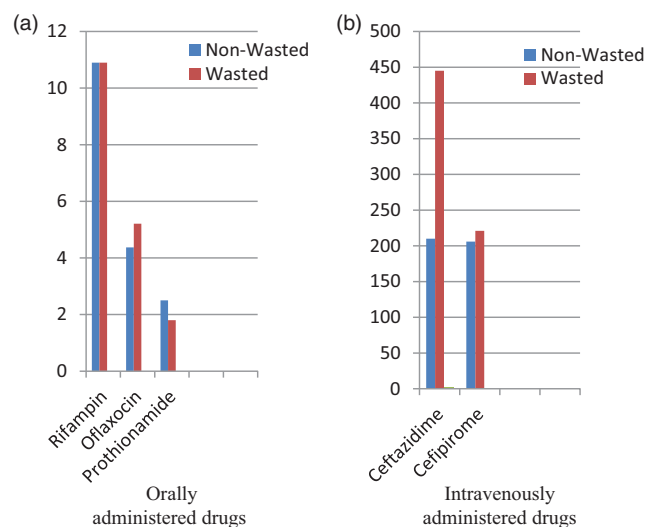 (a)
12
10
8
6
4
2
0
Non-Wasted
Wasted
Rifampin
Oflaxocin
Prothionamide
Orally
administered drugs
(b)
500
450
400
350
300
250
200
150
100
50
0
Non-Wasted
Wasted
Ceftazidime
Cefipirome
Intravenously
administered drugs